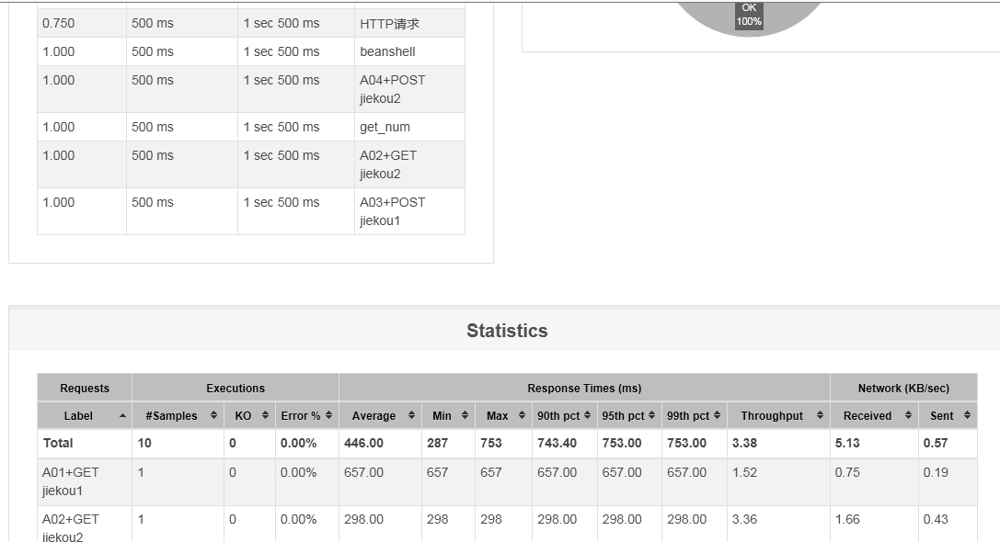 0.750 500 ms 1 sec 500 ms HTTP请求
1.000 500 ms 1 sec 500 ms beanshell
1.000 500 ms 1 sec 500 ms A04+POST
jiekou2
1.000 500 ms 1 sec 500 ms get_num
1.000 500 ms 1 sec 500 ms A02+GET
jiekou2
1.000 500 ms 1 sec 500 ms A03+POST
jiekou1
OK
100%
Statistics
Requests Executions Response Times (ms) Network (KB/sec)
Label #Samples KO Error % Average Min Max 90th pct 95th pct 99th pct Throughput Received Sent
Total 10 0 0.00% 446.00 287 753 743.40 753.00 753.00 3.38 5.13 0.57
A01+GET 1 0 0.00% 657.00 657 657 657.00 657.00 657.00 1.52 0.75 0.19
jiekou1
A02+GET 1 0 0.00% 298.00 298 298 298.00 298.00 298.00 3.36 1.66 0.43
jiekou2